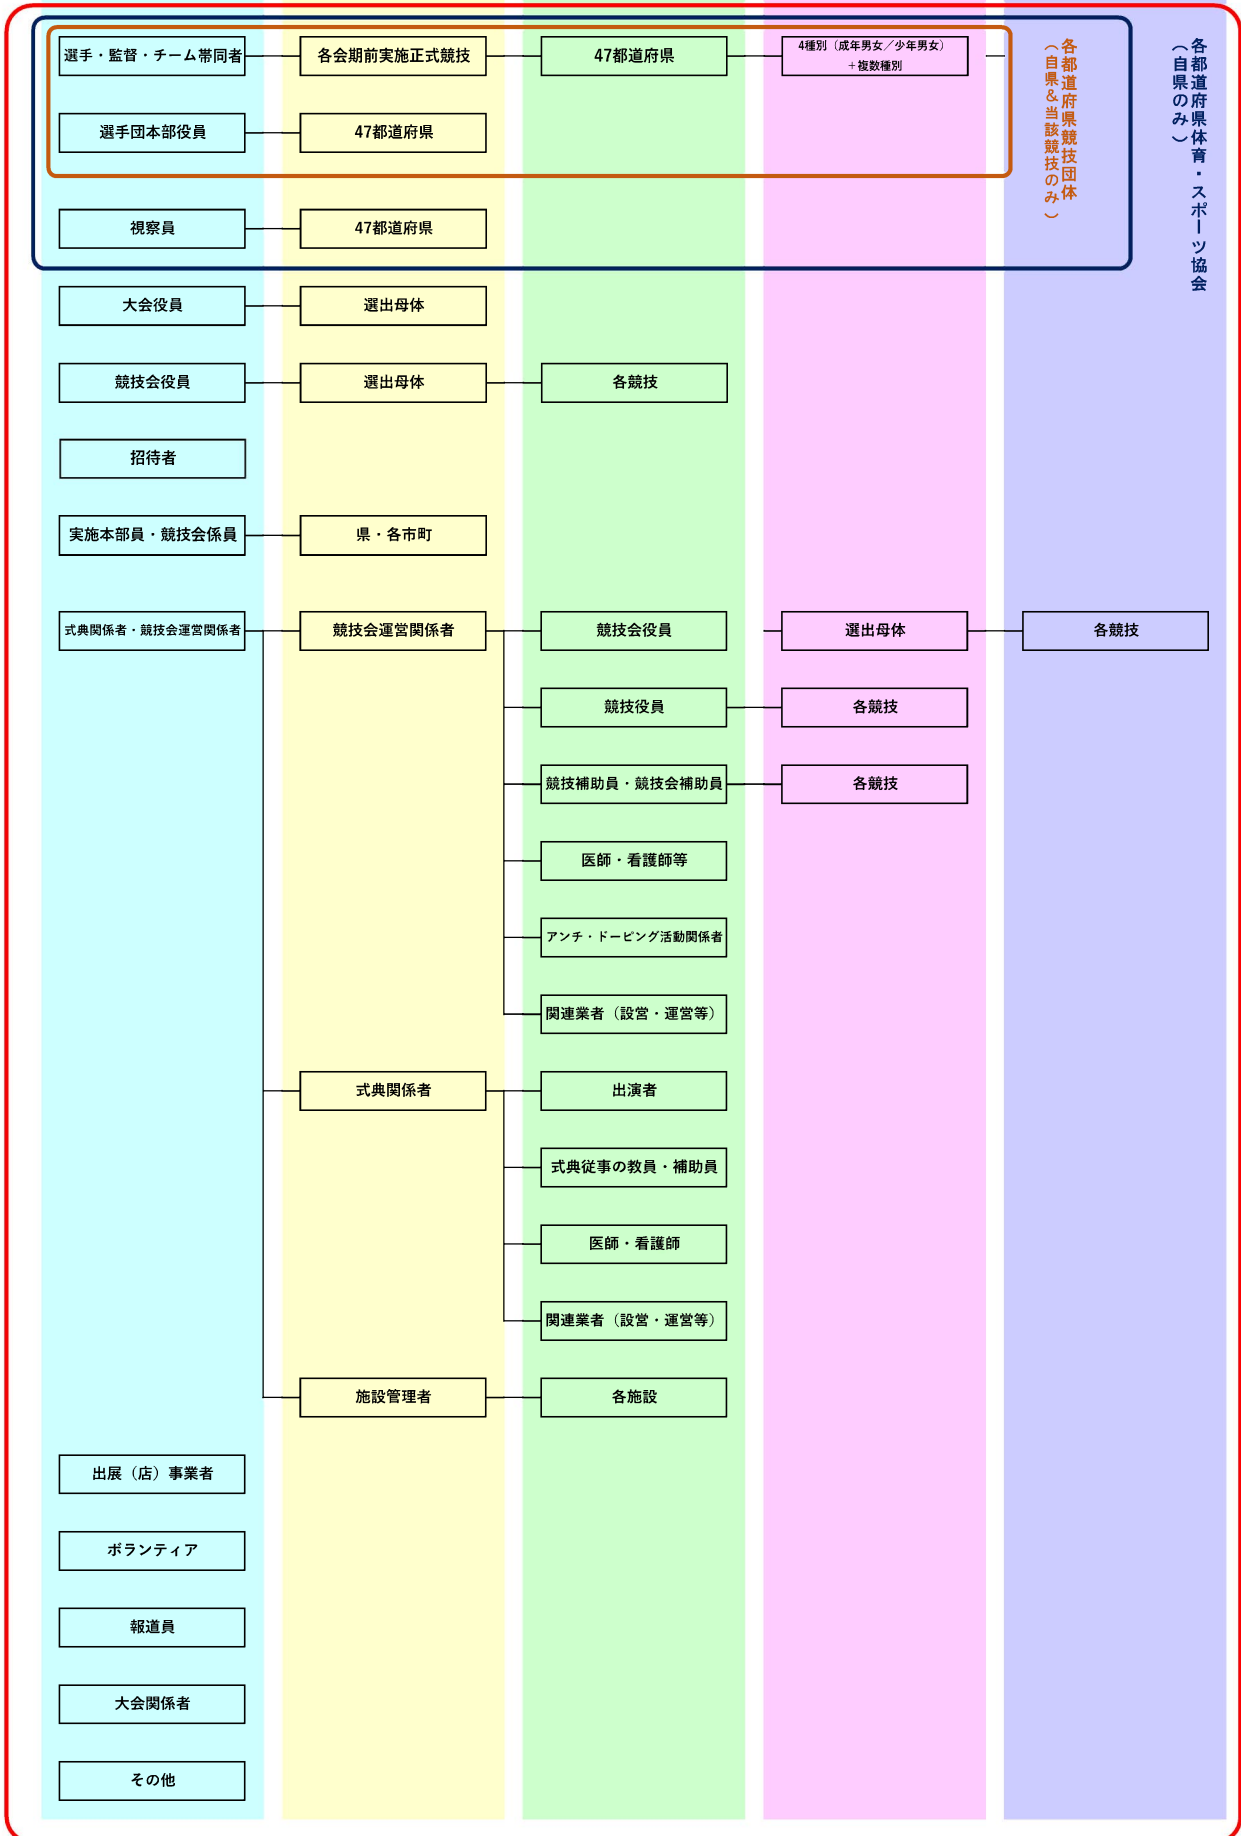 選手・監督・チーム帯同者
各会期前実施正式競技
47都道府県
4種別（成年男女／少年男女）
＋複数種別
各都道府県競技団体
（自県＆当該競技のみ）
各都道府県体育・スポーツ協会
（自県のみ）
選手団本部役員
47都道府県
視察員
47都道府県
大会役員
選出母体
競技会役員
選出母体
各競技
招待者
実施本部員・競技会係員
県・各市町
式典関係者・競技会運営関係者
競技会運営関係者
競技会役員
選出母体
各競技
競技役員
各競技
競技補助員・競技会補助員
各競技
医師・看護師等
アンチ・ドーピング活動関係者
関連業者（設営・運営等）
式典関係者
出演者
式典従事の教員・補助員
医師・看護師
関連業者（設営・運営等）
施設管理者
各施設
出展（店）事業者
ボランティア
報道員
大会関係者
その他